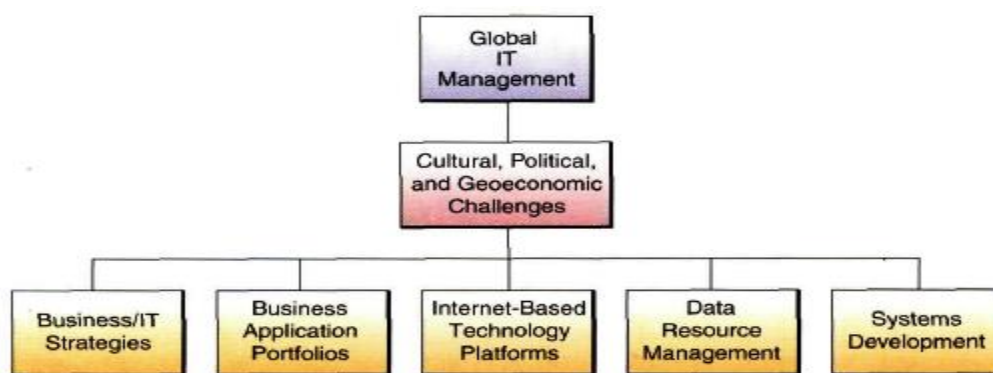 Global
IT
Management
Cultural, Political,
and Geoeconomic
Challenges
Business/IT
Strategies
Business
Application
Portfolios
Internet-Based
Technology
Platforms
Data
Resource
Management
Systems
Development